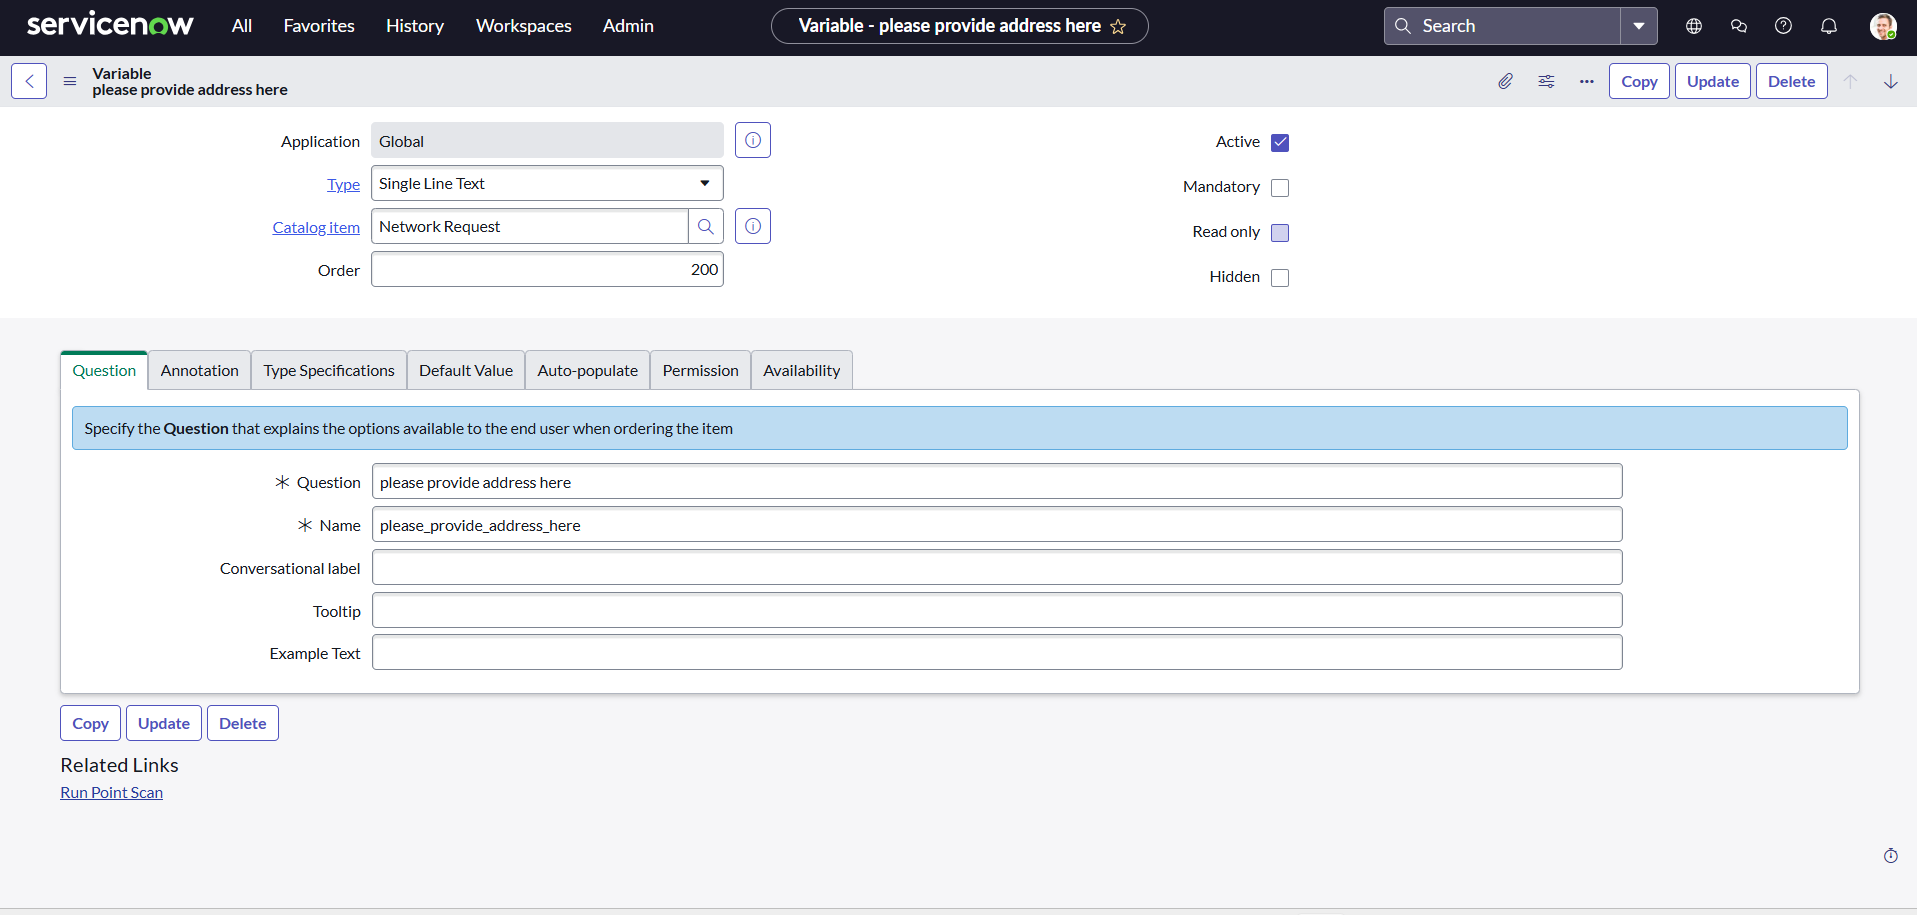 servicenow All Favorites History Workspaces Admin Variable - please provide address here Search
Variable
please provide address here
Copy Update Delete
Application Global
Active
Type Single Line Text
Mandatory
Catalog item Network Request
Read only
Order 200
Hidden
Question Annotation Type Specifications Default Value Auto-populate Permission Availability
Specify the Question that explains the options available to the end user when ordering the item
Question please provide address here
Name please_provide_address_here
Conversational label
Tooltip
Example Text
Copy Update Delete
Related Links
Run Point Scan